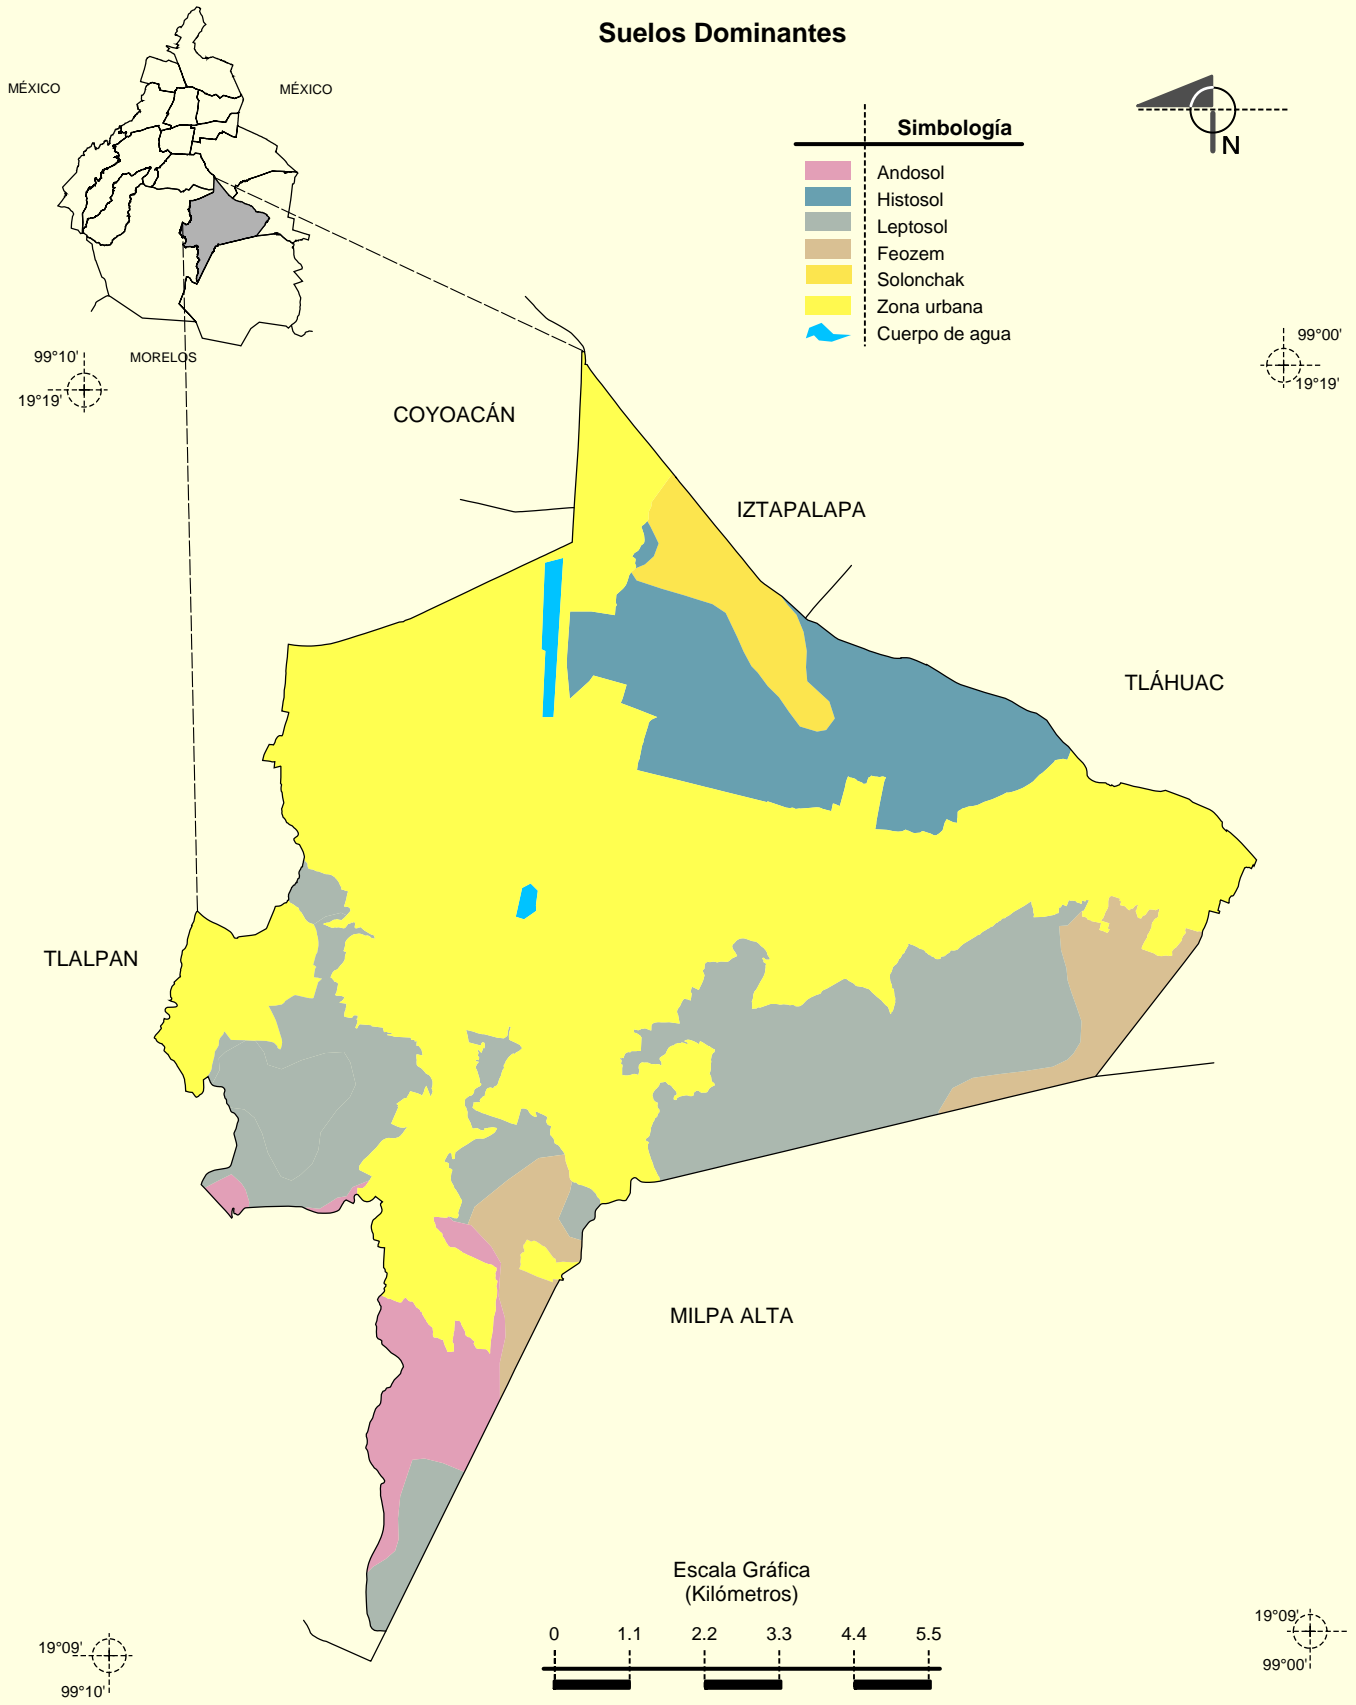 Suelos Dominantes
MÉXICO
MÉXICO
MORELOS
N
Simbología
Andosol
Histosol
Leptosol
Feozem
Solonchak
Zona urbana
Cuerpo de agua
99°10'
19°19'
99°00'
19°19'
COYOACÁN
IZTAPALAPA
TLÁHUAC
TLALPAN
MILPA ALTA
Escala Gráfica
(Kilómetros)
0 1.1 2.2 3.3 4.4 5.5
19°09'
99°10'
19°09'
99°00'